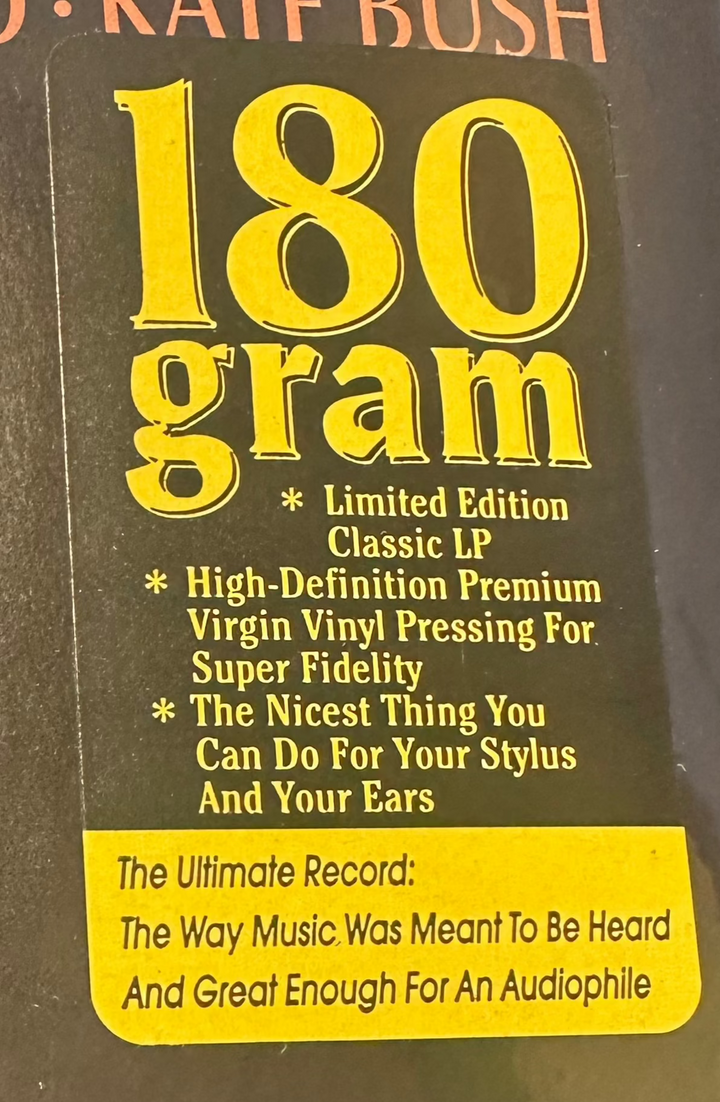 · KATE BUSH
180
gram
* Limited Edition
Classic LP
* High-Definition Premium
Virgin Vinyl Pressing For
Super Fidelity
* The Nicest Thing You
Can Do For Your Stylus
And Your Ears
The Ultimate Record:
The Way Music Was Meant To Be Heard
And Great Enough For An Audiophile